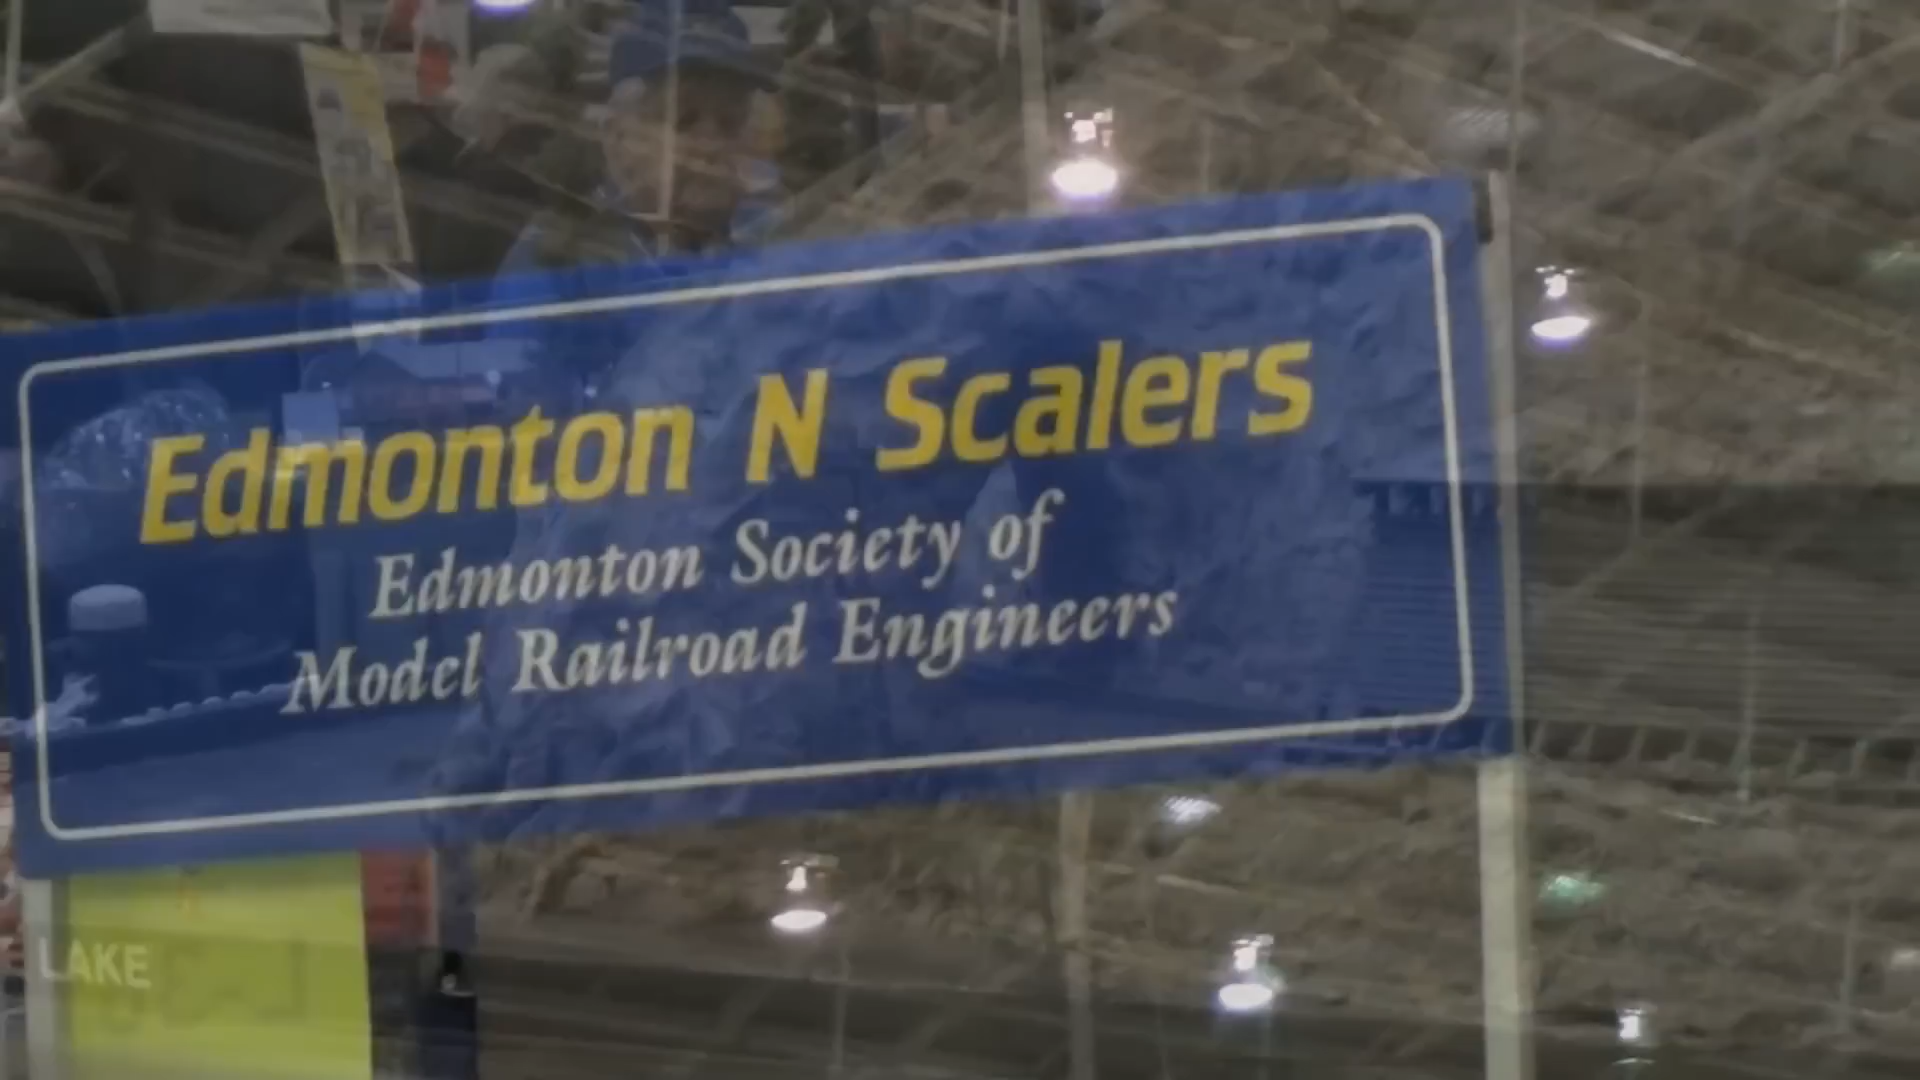 Edmonton N Scalers
Edmonton Society of
Model Railroad Engineers
LAKE